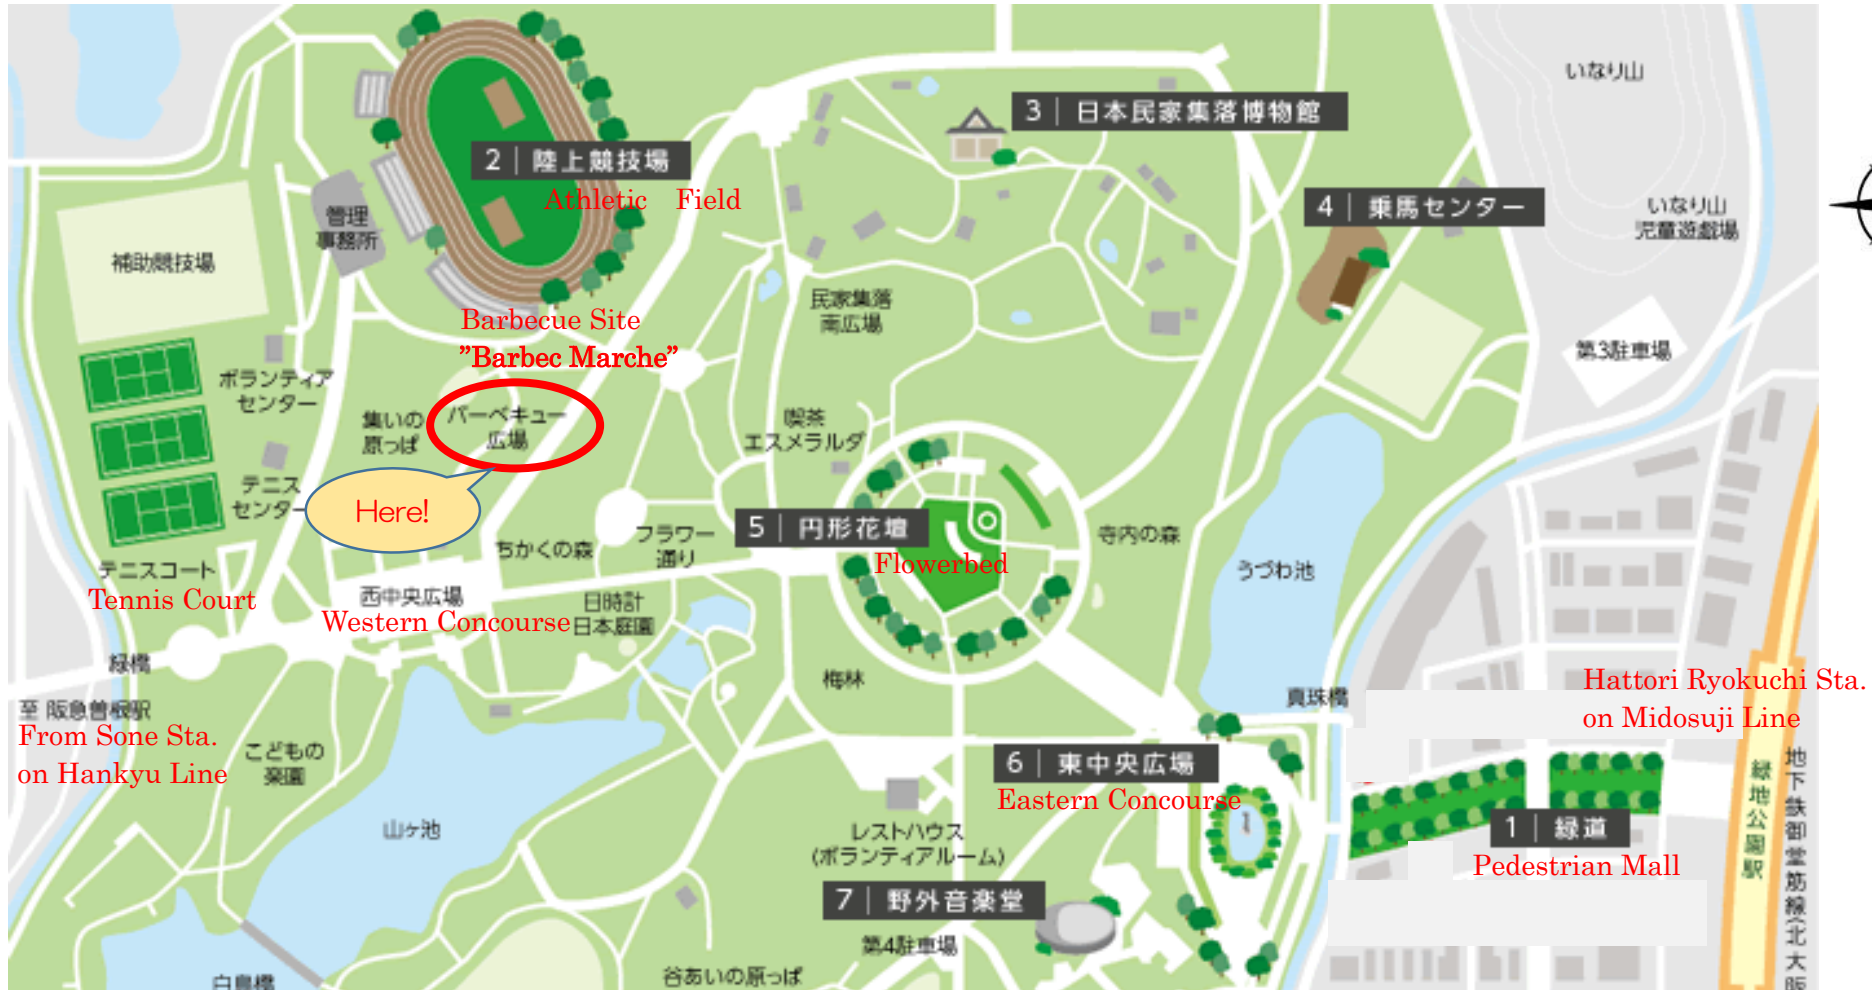 いなり山
3 | 日本民家集落博物館
2 | 陸上競技場
Athletic Field
4 | 乗馬センター
いなり山
児童遊戯場
管理
事務所
補助競技場
民家集落
南広場
Barbecue Site
"Barbec Marche"
第3駐車場
ボランティア
センター
集いの
原っぱ
バーベキュー
広場
喫茶
エスメラルダ
テニス
センター
Here!
5 | 円形花壇
Flowerbed
ちかくの森
フラワー
通り
寺内の森
うづわ池
テニスコート
Tennis Court
西中央広場
Western Concourse
日時計
日本庭園
緑橋
梅林
真珠橋
Hattori Ryokuchi Sta.
on Midosuji Line
至 阪急曽根駅
From Sone Sta.
on Hankyu Line
こどもの
楽園
6 | 東中央広場
Eastern Concourse
山ヶ池
レストハウス
(ボランティアルーム)
1 | 緑道
Pedestrian Mall
緑地公園駅
地下鉄御堂筋線(北大阪
7 | 野外音楽堂
第4駐車場
谷あいの原っぱ
白鳥橋